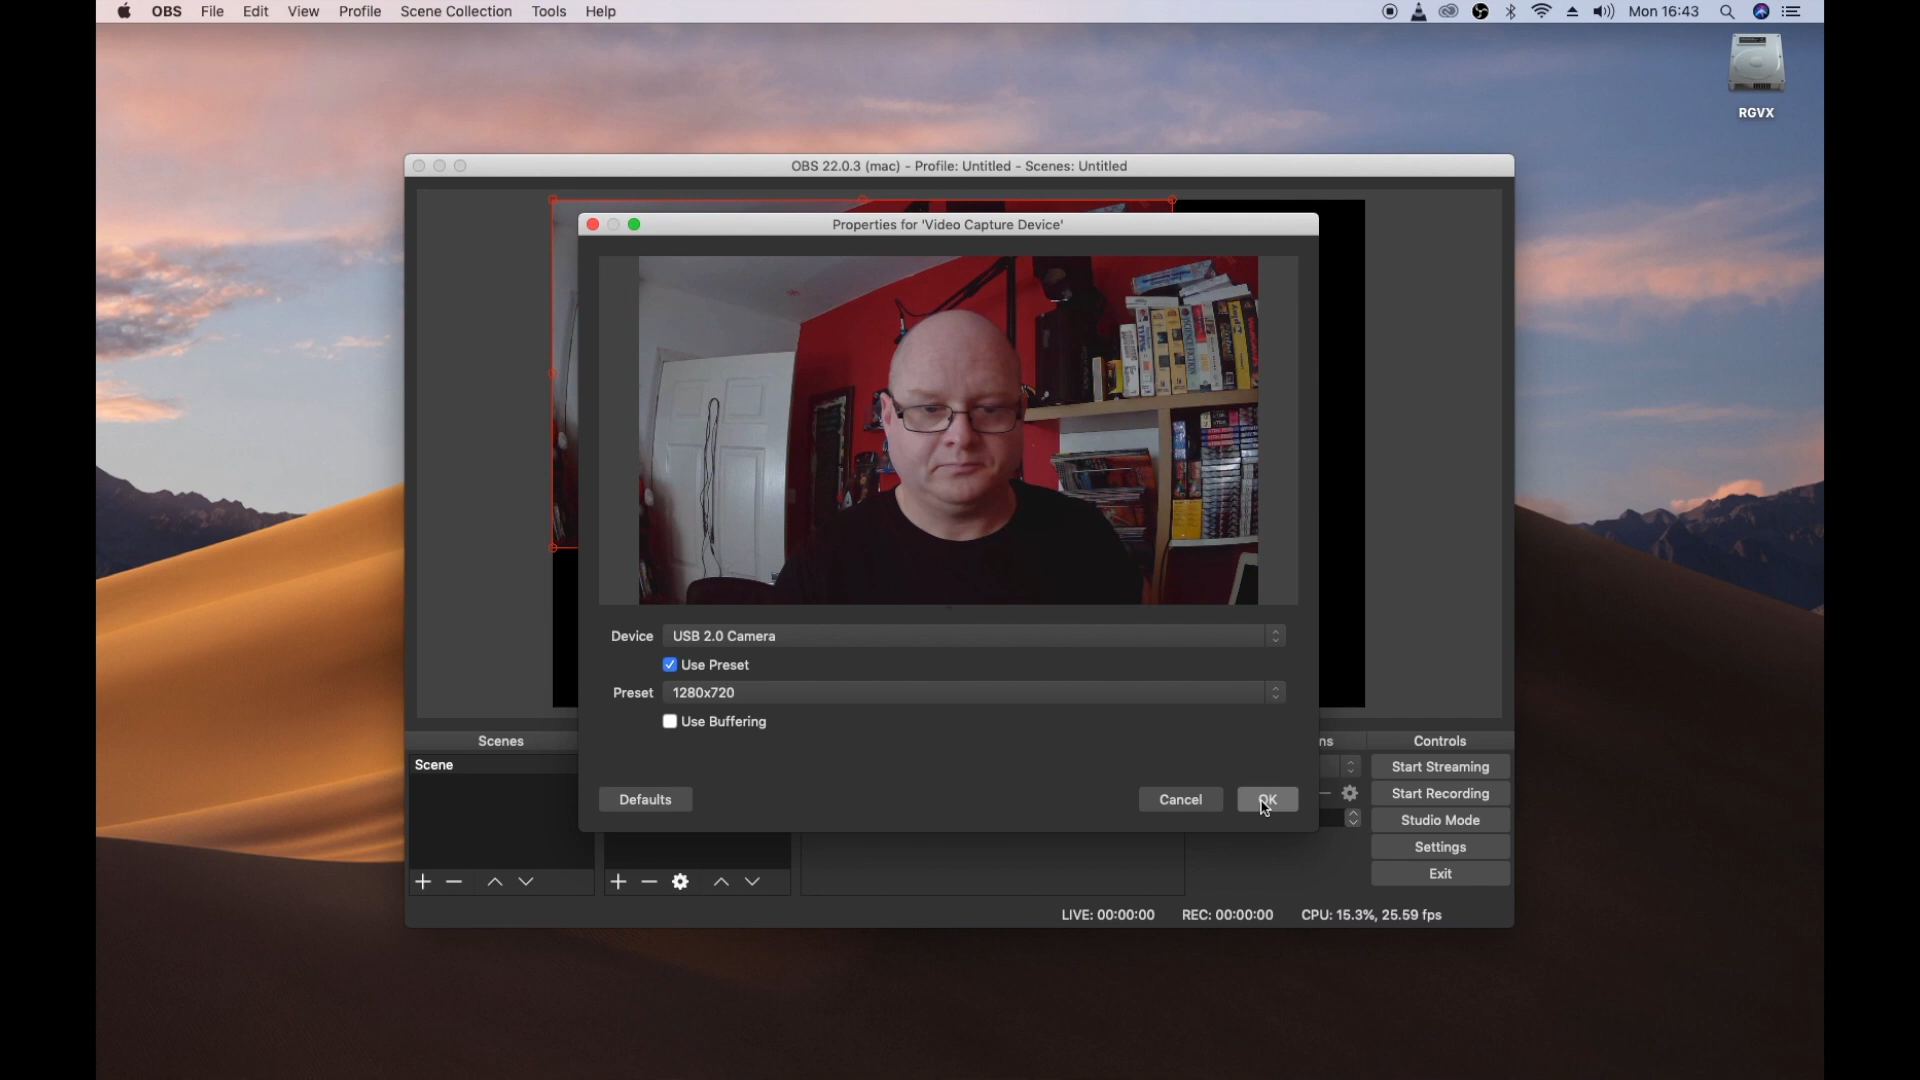 OBS File Edit View Profile Scene Collection Tools Help
Mon 16:43
RGVX
OBS 22.0.3 (mac) - Profile: Untitled - Scenes: Untitled
Properties for 'Video Capture Device'
Device USB 2.0 Camera
Use Preset
Preset 1280x720
Use Buffering
Defaults Cancel OK
Scenes
ns
Controls
Scene
Start Streaming
Start Recording
Studio Mode
Settings
Exit
LIVE: 00:00:00 REC: 00:00:00 CPU: 15.3%, 25.59 fps